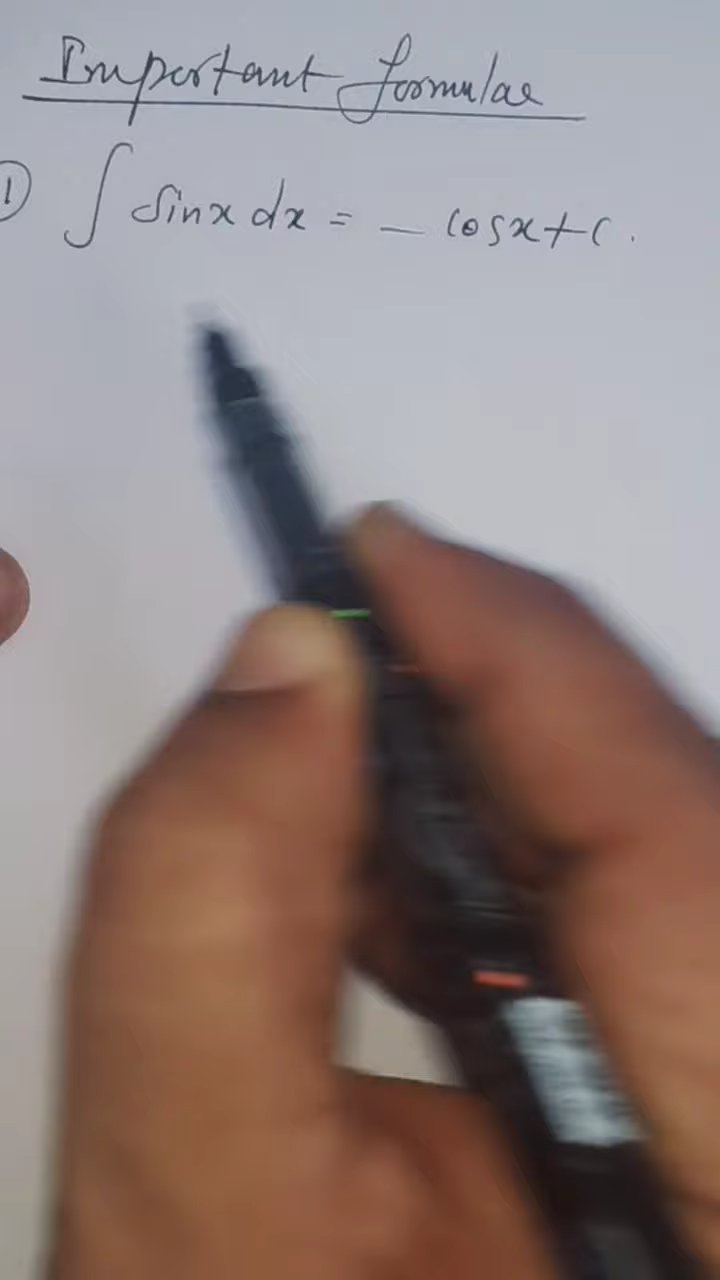 Important formulae
① ∫ sinx dx = - cosx + c .